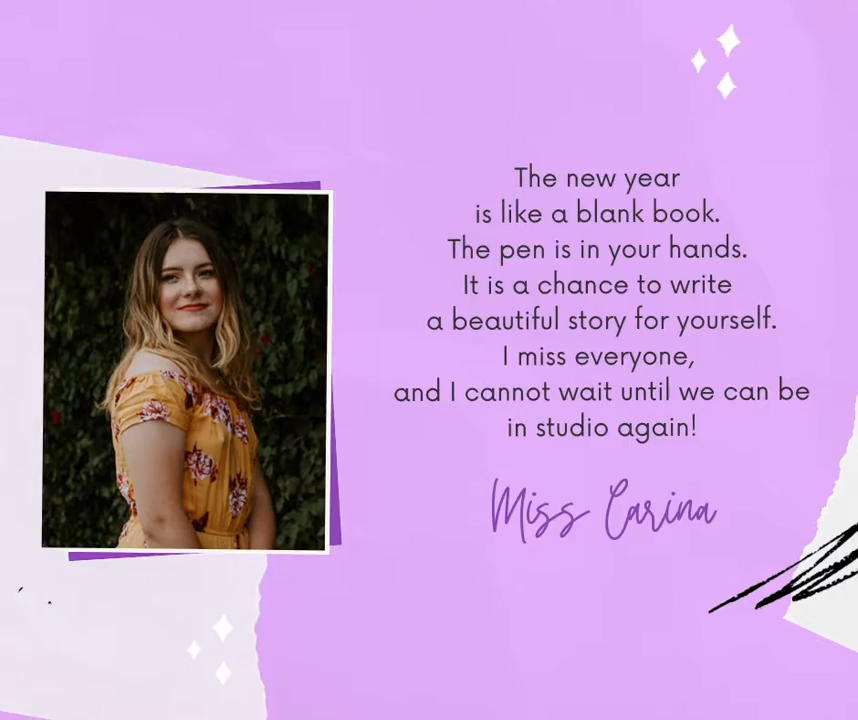 The new year
is like a blank book.
The pen is in your hands.
It is a chance to write
a beautiful story for yourself.
I miss everyone,
and I cannot wait until we can be
in studio again!
Miss Carina